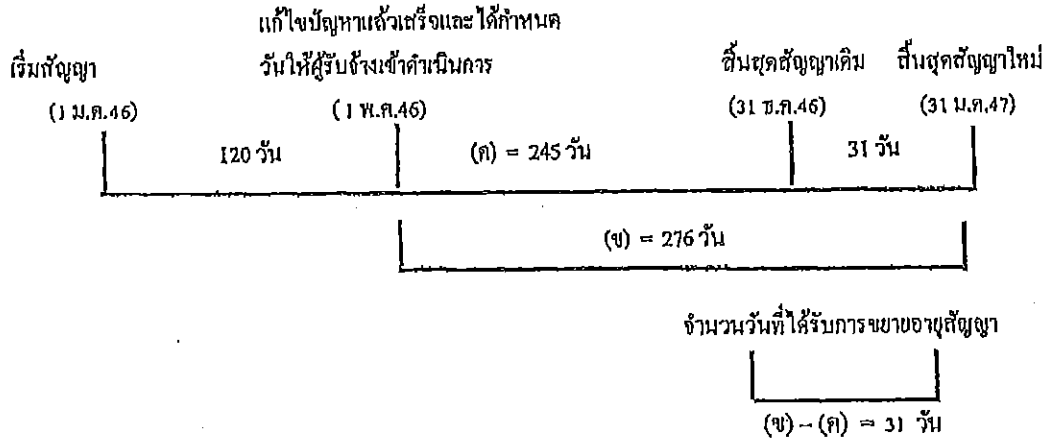 แก้ไขปัญหาแล้วเสร็จและได้กำหนด
เริ่มสัญญา วันให้ผู้รับจ้างเข้าดำเนินการ สิ้นสุดสัญญาเดิม สิ้นสุดสัญญาใหม่
(1 ม.ค.46) (1 พ.ค.46) (31 ธ.ค.46) (31 ม.ค.47)
120 วัน (ค) = 245 วัน 31 วัน
(ข) = 276 วัน
จำนวนวันที่ได้รับการขยายอายุสัญญา
(ข) – (ค) = 31 วัน